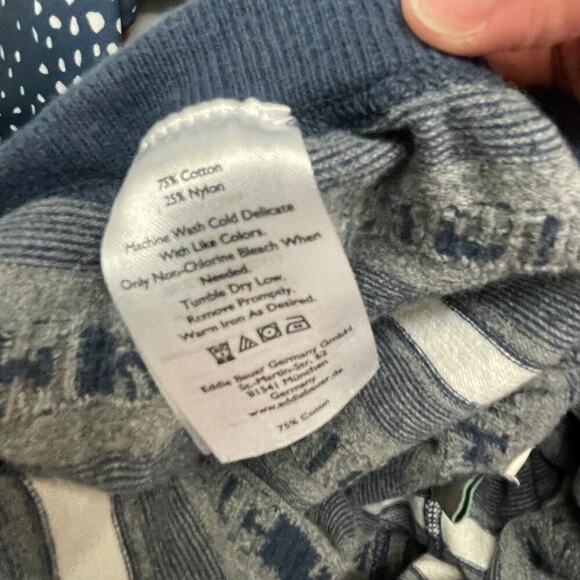 75% Cotton
25% Nylon
Machine Wash Cold Delicate
With Like Colors.
Only Non-Chlorine Bleach When
Needed.
Tumble Dry Low.
Remove Promptly.
Warm Iron As Desired.
Eddie Bauer Germany GmbH
St.-Martin-Str. 62
81541 München
Germany
www.eddiebauer.de
75% Cotton